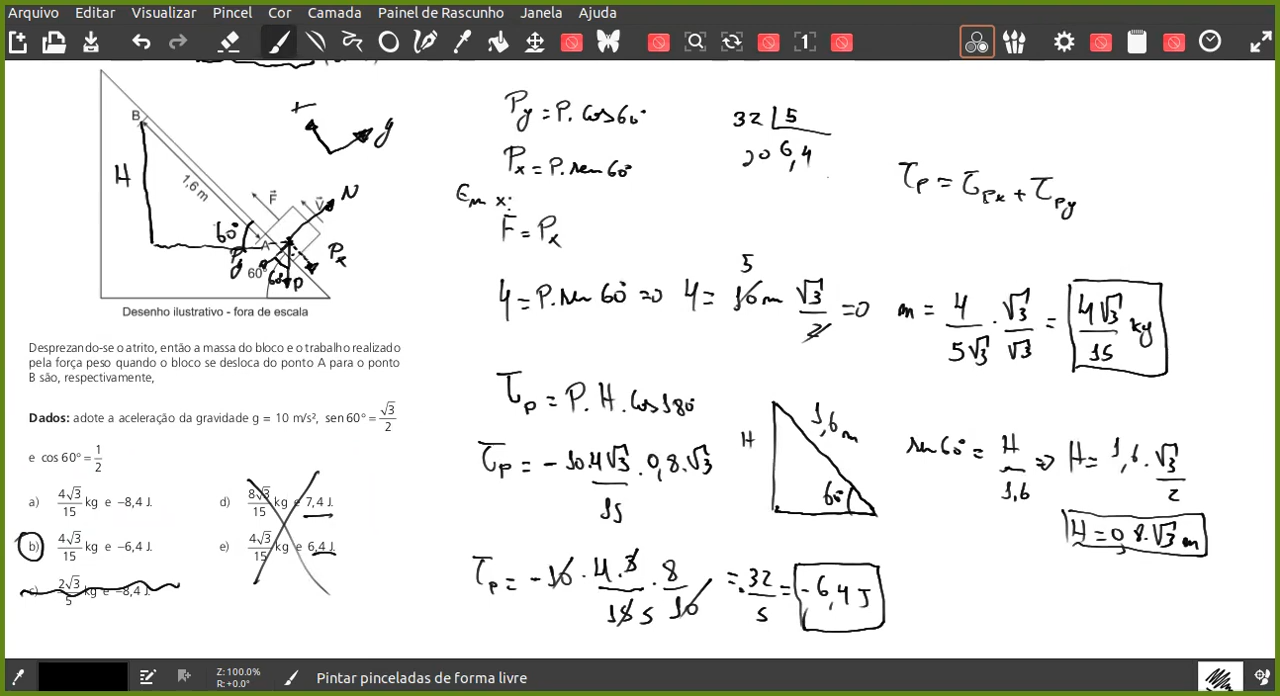 Arquivo Editar Visualizar Pincel Cor Camada Painel de Rascunho Janela Ajuda
B
H
1,6 m
60°
A
F
V
N
Py
Px
60°
60°
P
x
y
Desenho ilustrativo - fora de escala
Desprezando-se o atrito, então a massa do bloco e o trabalho realizado
pela força peso quando o bloco se desloca do ponto A para o ponto
B são, respectivamente,
Dados: adote a aceleração da gravidade g = 10 m/s², sen 60° = √3/2
e cos 60° = 1/2
a) 4√3/15 kg e −8,4 J.
b) 4√3/15 kg e −6,4 J.
c) 2√3/5 kg e −8,4 J.
d) 8√3/15 kg e 7,4 J.
e) 4√3/15 kg e 6,4 J.
Py = P. cos60°
Px = P. sen 60°
Em x:
F = Px
4 = P. sen 60° => 4 = 10m √3/2 =>
5
m = 4/5√3 . √3/√3 = 4√3/15 kg
32 | 5
20 6,4
τp = τpx + τpy
τp = P. H. cos180°
τp = - 10.4√3/15 . 0,8.√3
τp = - 10 . 4.3/15 . 8/10 = - 32/5 = - 6,4 J
5
H
1,6 m
60°
sen 60° = H/1,6 => H = 1,6 . √3/2
H = 0,8.√3 m
Z: 100.0%
R: +0.0°
Pintar pinceladas de forma livre